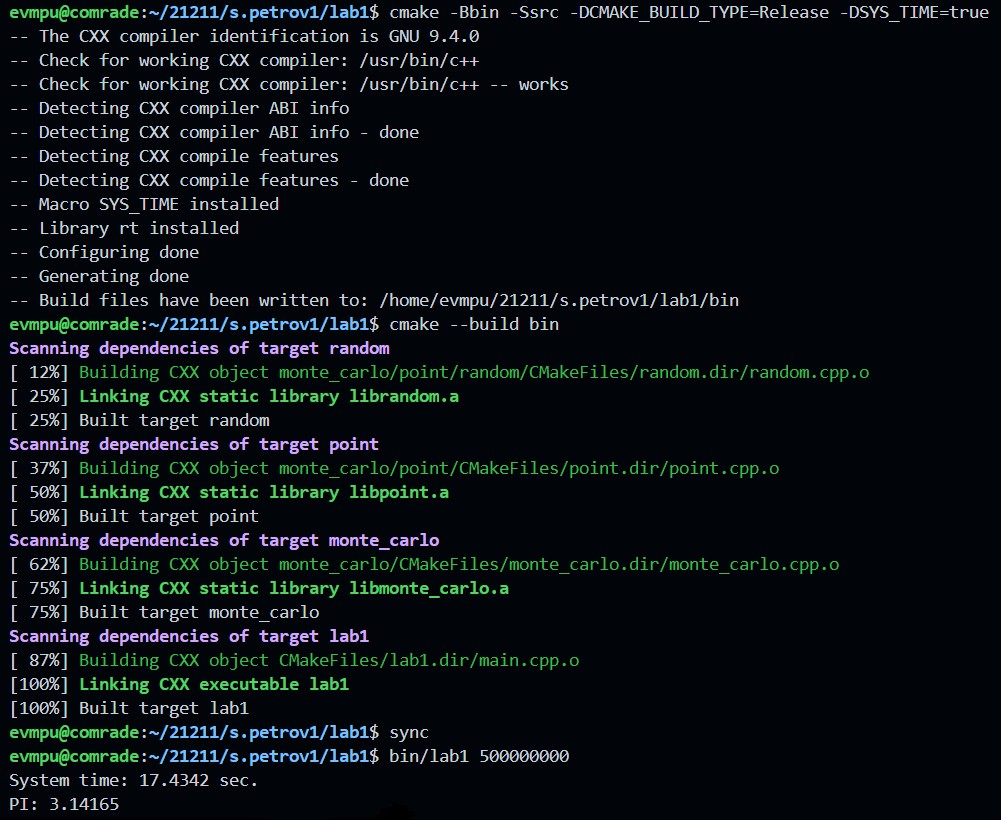 evmpu@comrade:~/21211/s.petrov1/lab1$ cmake -Bbin -Ssrc -DCMAKE_BUILD_TYPE=Release -DSYS_TIME=true
-- The CXX compiler identification is GNU 9.4.0
-- Check for working CXX compiler: /usr/bin/c++
-- Check for working CXX compiler: /usr/bin/c++ -- works
-- Detecting CXX compiler ABI info
-- Detecting CXX compiler ABI info - done
-- Detecting CXX compile features
-- Detecting CXX compile features - done
-- Macro SYS_TIME installed
-- Library rt installed
-- Configuring done
-- Generating done
-- Build files have been written to: /home/evmpu/21211/s.petrov1/lab1/bin
evmpu@comrade:~/21211/s.petrov1/lab1$ cmake --build bin
Scanning dependencies of target random
[ 12%] Building CXX object monte_carlo/point/random/CMakeFiles/random.dir/random.cpp.o
[ 25%] Linking CXX static library librandom.a
[ 25%] Built target random
Scanning dependencies of target point
[ 37%] Building CXX object monte_carlo/point/CMakeFiles/point.dir/point.cpp.o
[ 50%] Linking CXX static library libpoint.a
[ 50%] Built target point
Scanning dependencies of target monte_carlo
[ 62%] Building CXX object monte_carlo/CMakeFiles/monte_carlo.dir/monte_carlo.cpp.o
[ 75%] Linking CXX static library libmonte_carlo.a
[ 75%] Built target monte_carlo
Scanning dependencies of target lab1
[ 87%] Building CXX object CMakeFiles/lab1.dir/main.cpp.o
[100%] Linking CXX executable lab1
[100%] Built target lab1
evmpu@comrade:~/21211/s.petrov1/lab1$ sync
evmpu@comrade:~/21211/s.petrov1/lab1$ bin/lab1 500000000
System time: 17.4342 sec.
PI: 3.14165